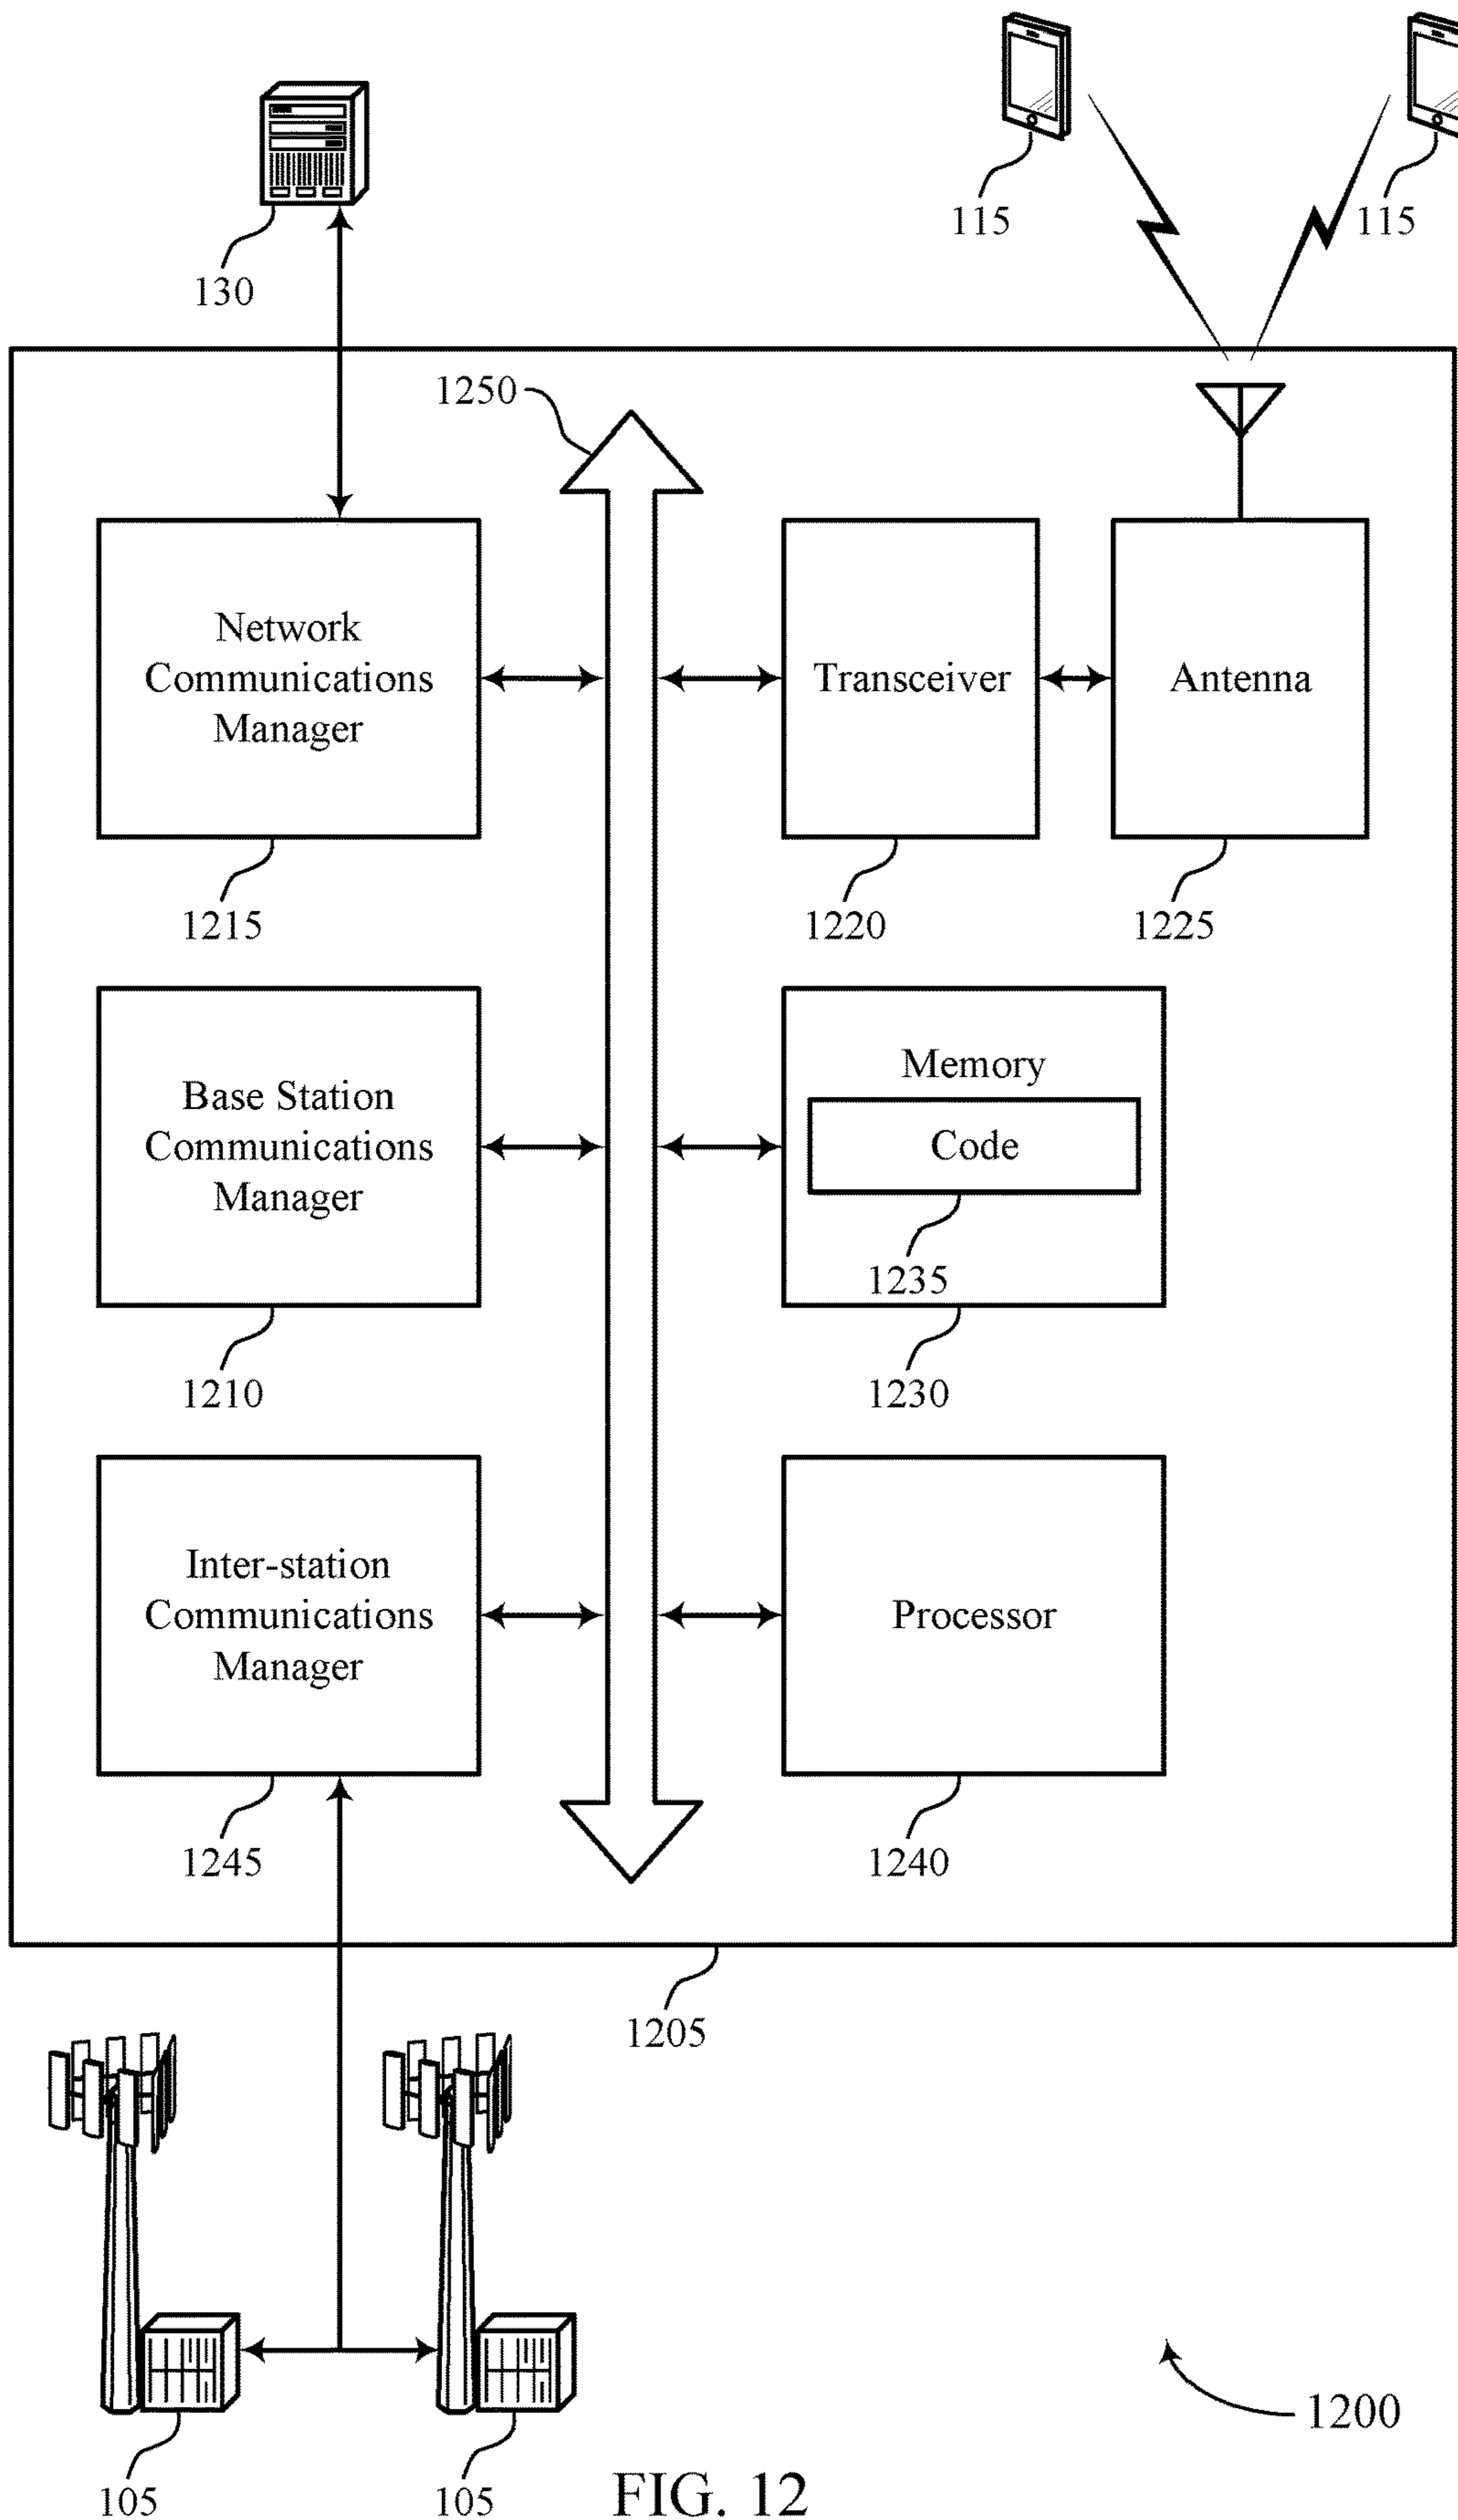 115
115
130
1250
Network
Communications
Manager
Transceiver
Antenna
1215
1220
1225
Base Station
Communications
Manager
Memory
Code
1235
1210
1230
Inter-station
Communications
Manager
Processor
1245
1240
1205
1200
105
105
FIG. 12